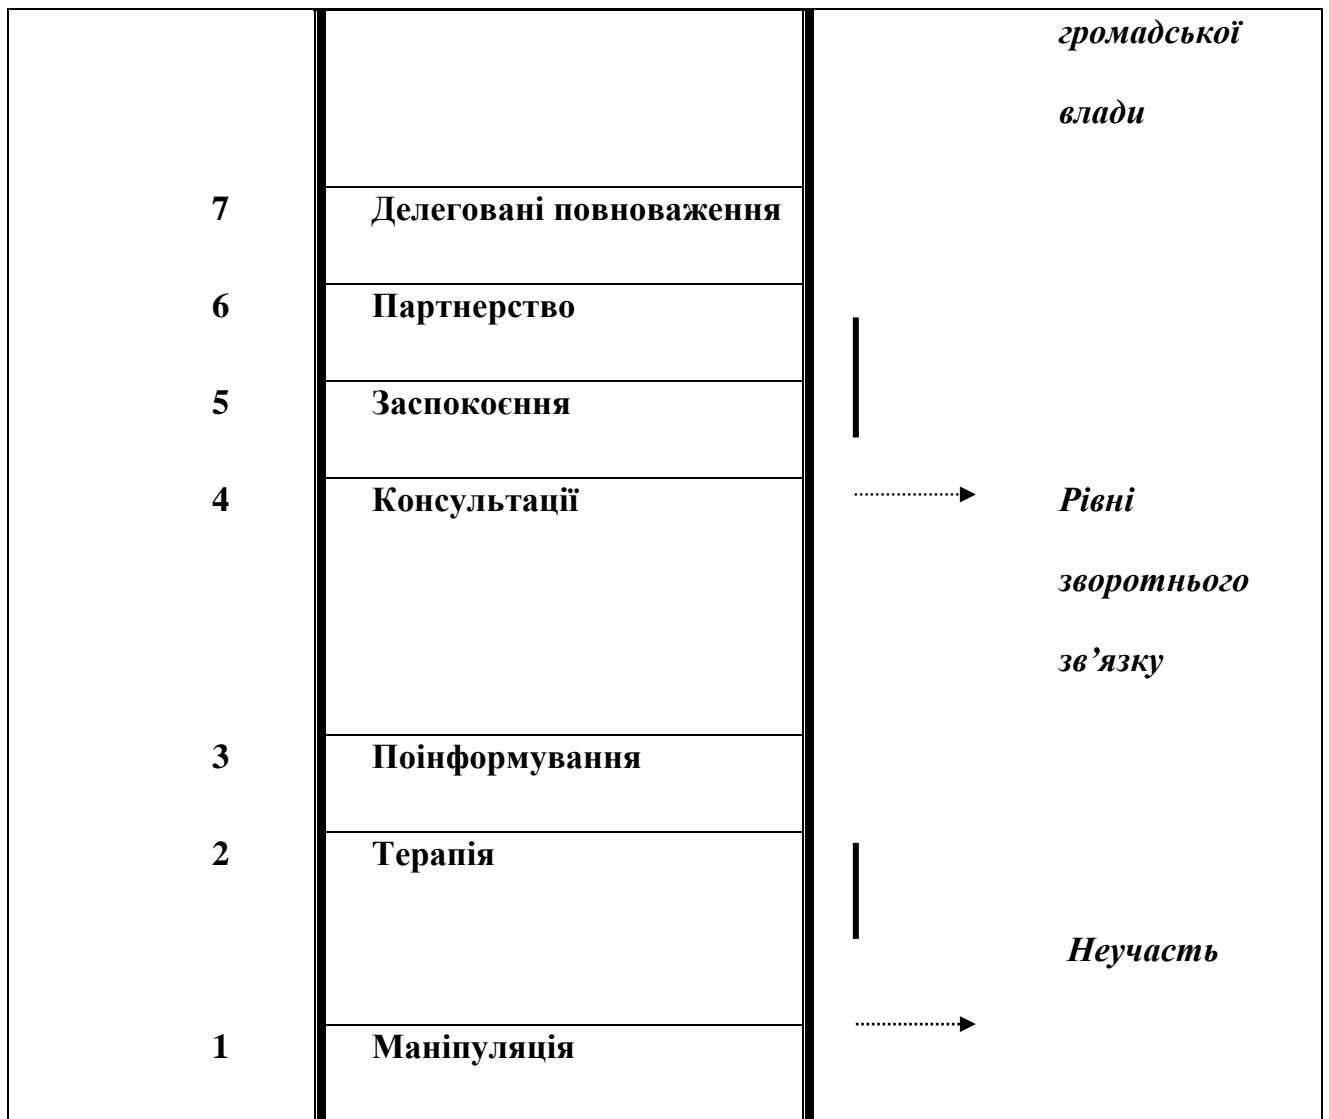 громадської
влади
7 Делеговані повноваження
6 Партнерство
5 Заспокоєння
4 Консультації Рівні
зворотнього
зв’язку
3 Поінформування
2 Терапія
Неучасть
1 Маніпуляція